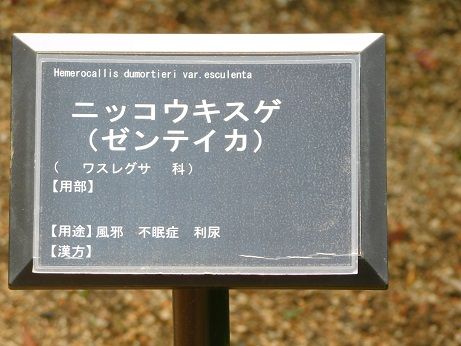 Hemerocallis dumortieri var.esculenta
ニッコウキスゲ
(ゼンテイカ)
( ワスレグサ 科)
【用部】
【用途】風邪 不眠症 利尿
【漢方】